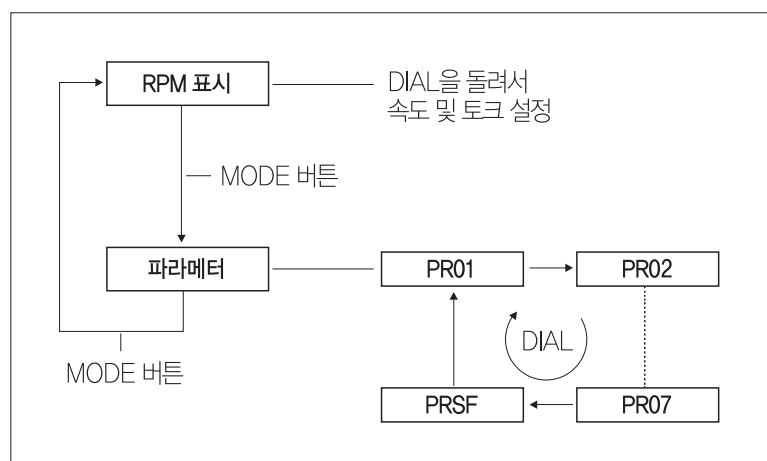 RPM 표시
DIAL을 돌려서
속도 및 토크 설정
MODE 버튼
파라메터
PR01
PR02
DIAL
MODE 버튼
PRSF
PR07